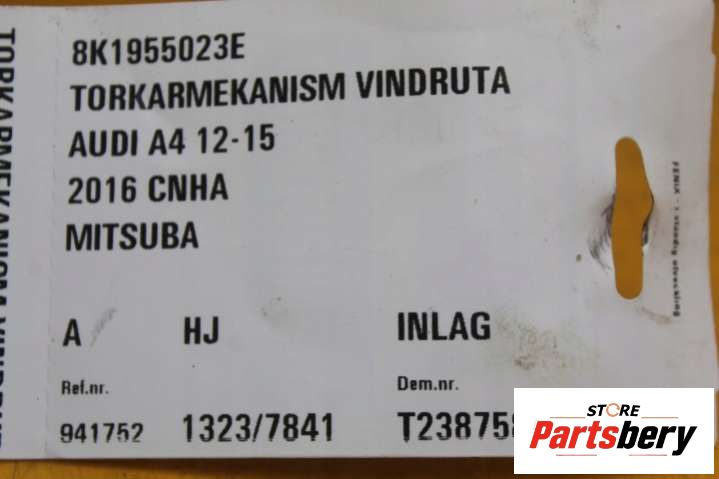 8K1955023E
TORKARMEKANISM VINDRUTA
AUDI A4 12-15
2016 CNHA
MITSUBA
A HJ INLAG
Ref.nr. Dem.nr.
941752 1323/7841
TORKARMEKANISM
STORE
Partsbery